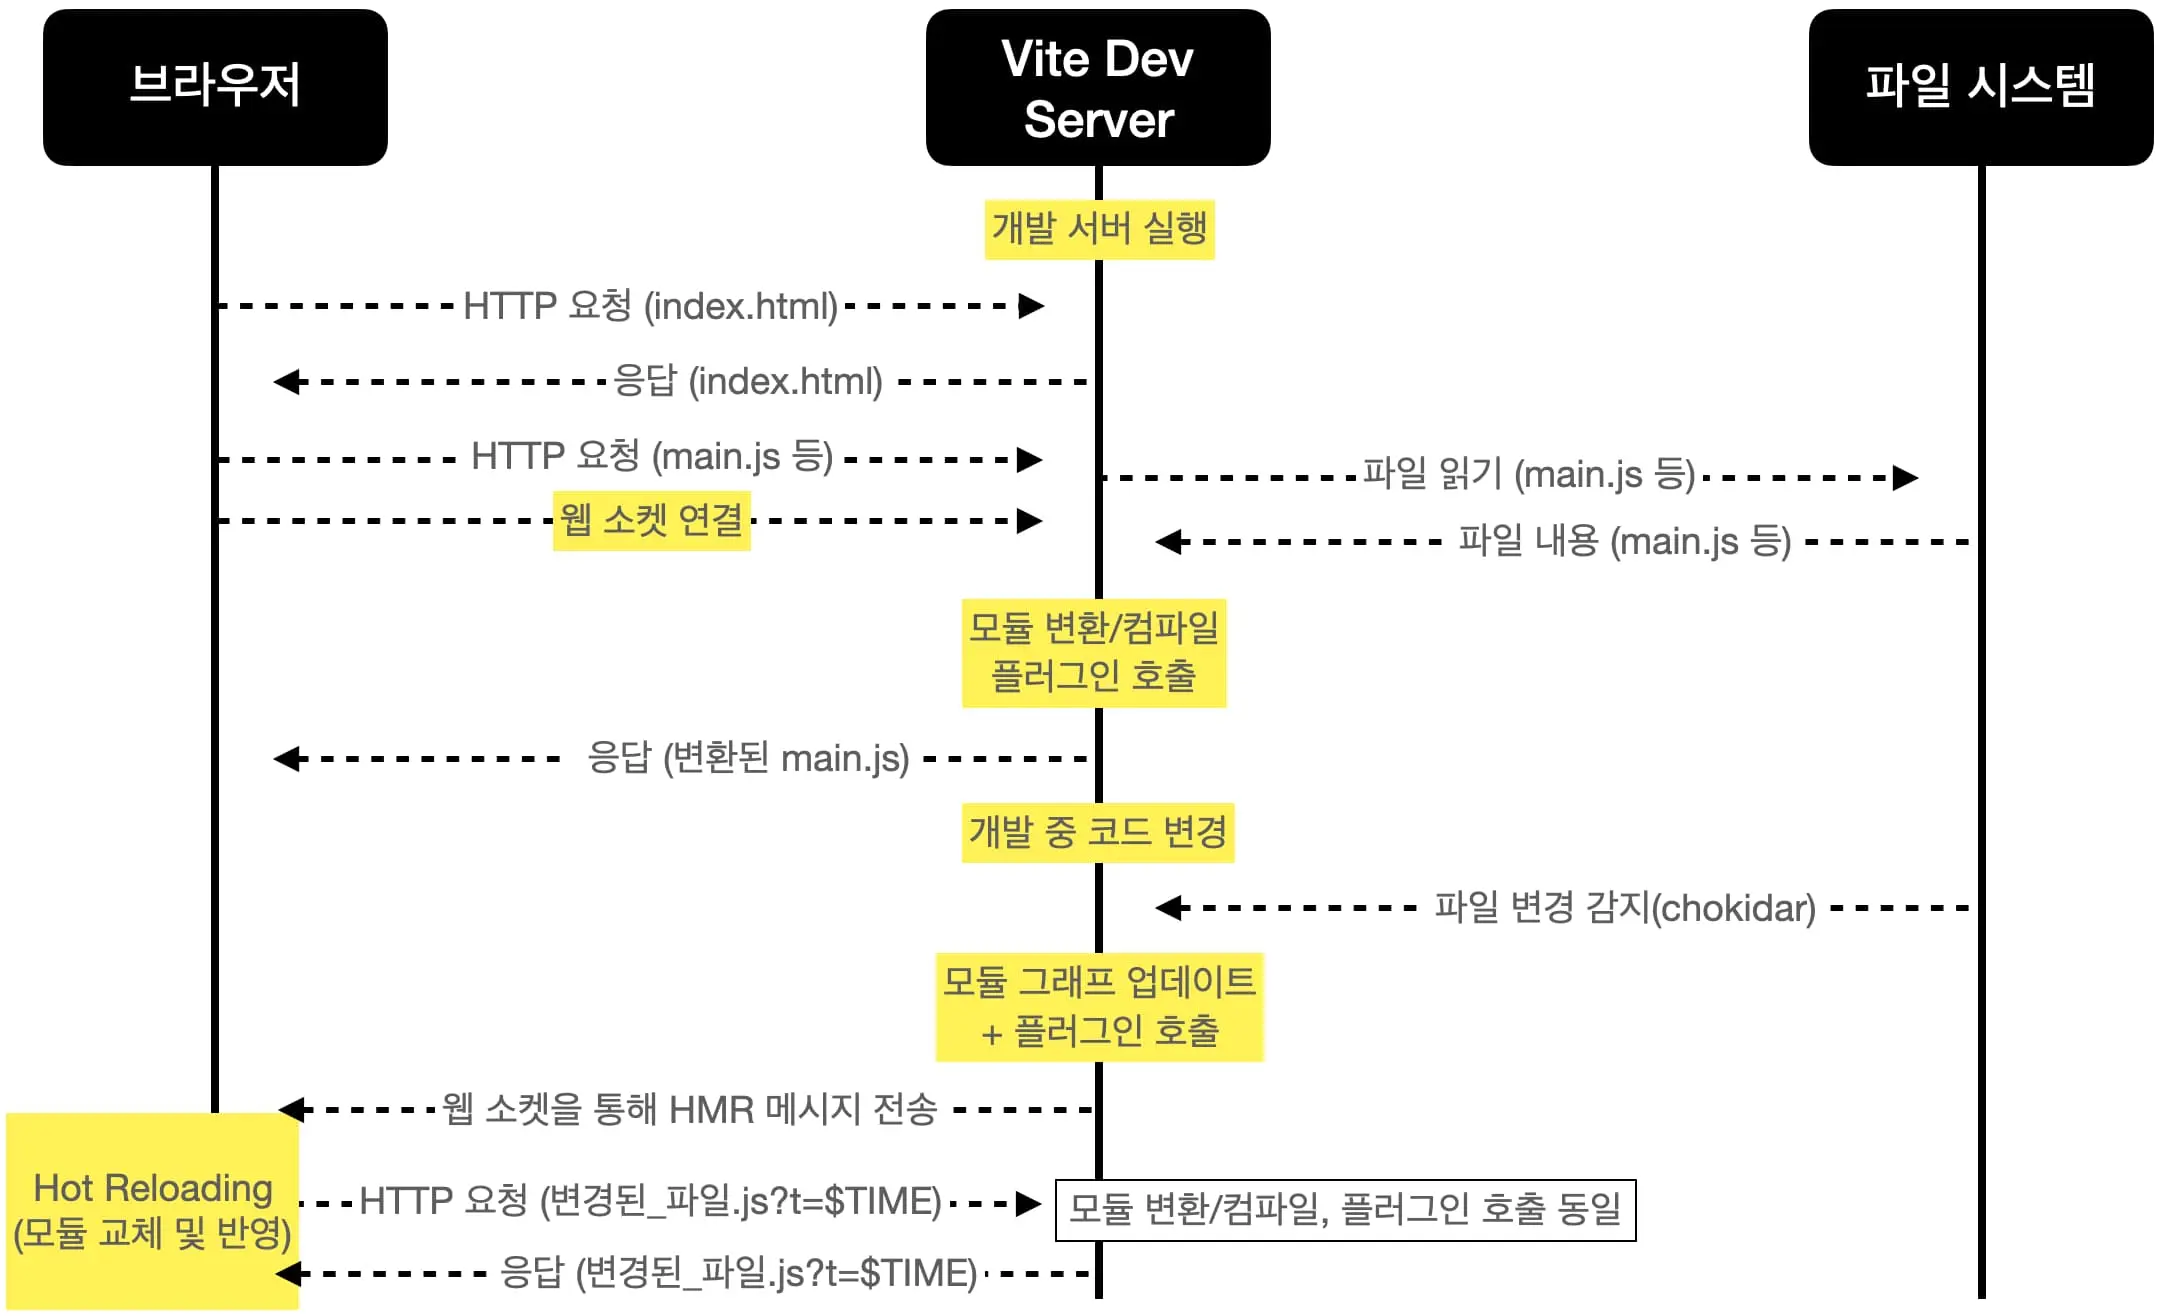 브라우저
Vite Dev
Server
파일 시스템
개발 서버 실행
HTTP 요청 (index.html)
응답 (index.html)
HTTP 요청 (main.js 등)
파일 읽기 (main.js 등)
웹 소켓 연결
파일 내용 (main.js 등)
모듈 변환/컴파일
플러그인 호출
응답 (변환된 main.js)
개발 중 코드 변경
파일 변경 감지(chokidar)
모듈 그래프 업데이트
+ 플러그인 호출
웹 소켓을 통해 HMR 메시지 전송
Hot Reloading
(모듈 교체 및 반영)
HTTP 요청 (변경된_파일.js?t=$TIME)
모듈 변환/컴파일, 플러그인 호출 동일
응답 (변경된_파일.js?t=$TIME)